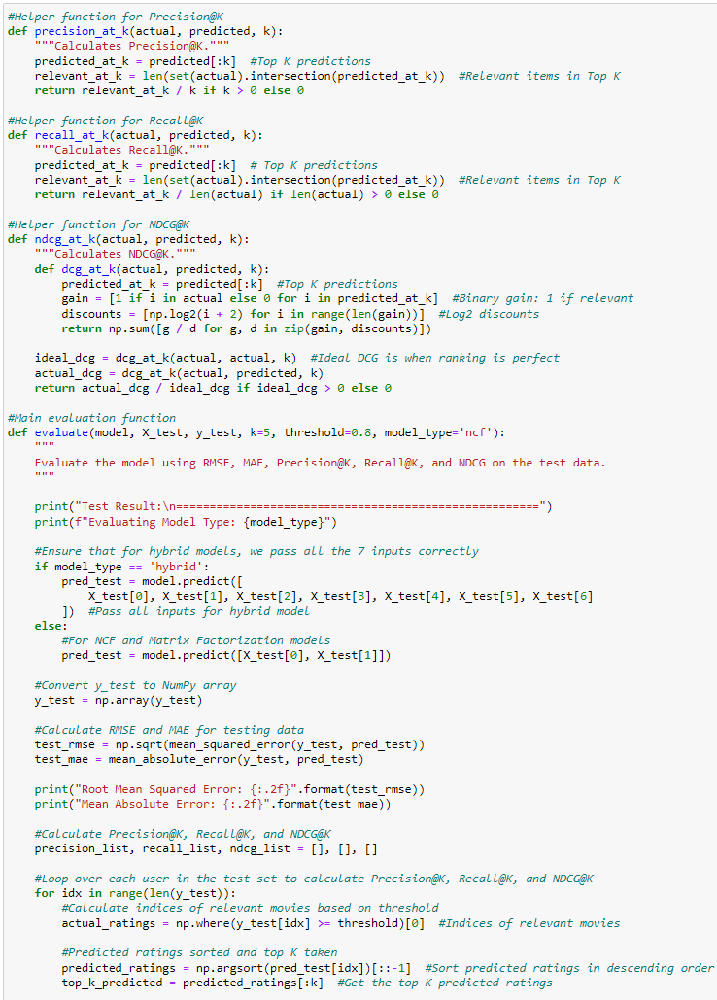 #Helper function for Precision@K
def precision_at_k(actual, predicted, k):
    """Calculates Precision@K."""
    predicted_at_k = predicted[:k]  #Top K predictions
    relevant_at_k = len(set(actual).intersection(predicted_at_k))  #Relevant items in Top K
    return relevant_at_k / k if k > 0 else 0

#Helper function for Recall@K
def recall_at_k(actual, predicted, k):
    """Calculates Recall@K."""
    predicted_at_k = predicted[:k]  # Top K predictions
    relevant_at_k = len(set(actual).intersection(predicted_at_k))  #Relevant items in Top K
    return relevant_at_k / len(actual) if len(actual) > 0 else 0

#Helper function for NDCG@K
def ndcg_at_k(actual, predicted, k):
    """Calculates NDCG@K."""
    def dcg_at_k(actual, predicted, k):
        predicted_at_k = predicted[:k]  #Top K predictions
        gain = [1 if i in actual else 0 for i in predicted_at_k]  #Binary gain: 1 if relevant
        discounts = [np.log2(i + 2) for i in range(len(gain))]  #Log2 discounts
        return np.sum([g / d for g, d in zip(gain, discounts)])

    ideal_dcg = dcg_at_k(actual, actual, k)  #Ideal DCG is when ranking is perfect
    actual_dcg = dcg_at_k(actual, predicted, k)
    return actual_dcg / ideal_dcg if ideal_dcg > 0 else 0

#Main evaluation function
def evaluate(model, X_test, y_test, k=5, threshold=0.8, model_type='ncf'):
    """
    Evaluate the model using RMSE, MAE, Precision@K, Recall@K, and NDCG on the test data.
    """

    print("Test Result:\n======================================================")
    print(f"Evaluating Model Type: {model_type}")

    #Ensure that for hybrid models, we pass all the 7 inputs correctly
    if model_type == 'hybrid':
        pred_test = model.predict([
            X_test[0], X_test[1], X_test[2], X_test[3], X_test[4], X_test[5], X_test[6]
        ])  #Pass all inputs for hybrid model
    else:
        #For NCF and Matrix Factorization models
        pred_test = model.predict([X_test[0], X_test[1]])

    #Convert y_test to NumPy array
    y_test = np.array(y_test)

    #Calculate RMSE and MAE for testing data
    test_rmse = np.sqrt(mean_squared_error(y_test, pred_test))
    test_mae = mean_absolute_error(y_test, pred_test)

    print("Root Mean Squared Error: {:.2f}".format(test_rmse))
    print("Mean Absolute Error: {:.2f}".format(test_mae))

    #Calculate Precision@K, Recall@K, and NDCG@K
    precision_list, recall_list, ndcg_list = [], [], []

    #Loop over each user in the test set to calculate Precision@K, Recall@K, and NDCG@K
    for idx in range(len(y_test)):
        #Calculate indices of relevant movies based on threshold
        actual_ratings = np.where(y_test[idx] >= threshold)[0]  #Indices of relevant movies

        #Predicted ratings sorted and top K taken
        predicted_ratings = np.argsort(pred_test[idx])[::-1]  #Sort predicted ratings in descending order
        top_k_predicted = predicted_ratings[:k]  #Get the top K predicted ratings